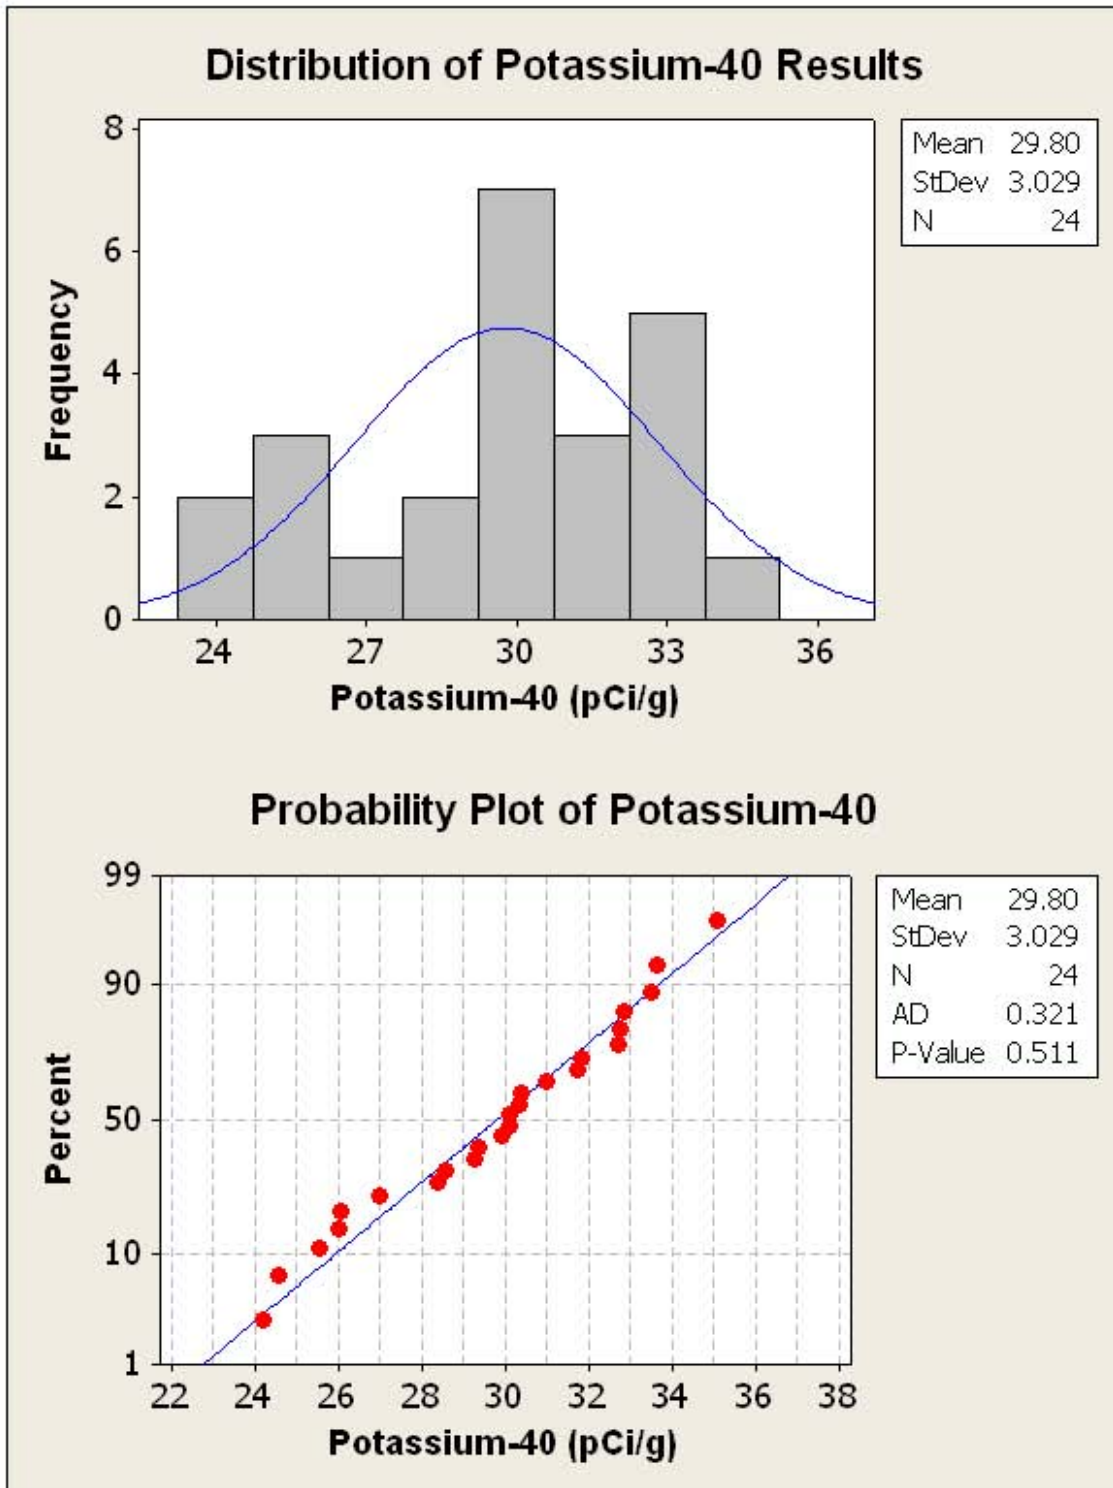 Distribution of Potassium-40 Results
Mean 29.80
StDev 3.029
N 24
8
6
4
2
0
Frequency
24 27 30 33 36
Potassium-40 (pCi/g)
Probability Plot of Potassium-40
Mean 29.80
StDev 3.029
N 24
AD 0.321
P-Value 0.511
99
90
50
10
1
Percent
22 24 26 28 30 32 34 36 38
Potassium-40 (pCi/g)